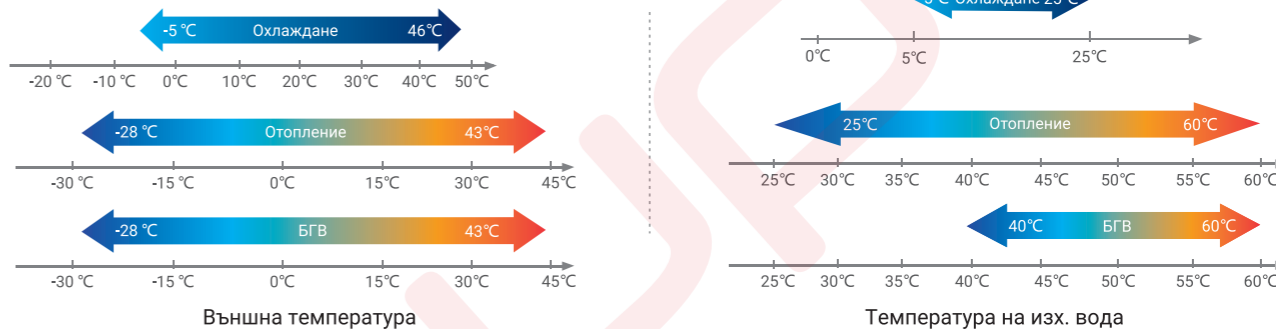 -5 °C Охлаждане 46°C
-20 °C -10 °C 0°C 10°C 20°C 30°C 40°C 50°C
-28 °C Отопление 43°C
-30 °C -15 °C 0°C 15°C 30°C 45°C
-28 °C БГВ 43°C
-30 °C -15 °C 0°C 15°C 30°C 45°C
Външна температура
5°C Охлаждане 25°C
0°C 5°C 25°C
25°C Отопление 60°C
25°C 30°C 35°C 40°C 45°C 50°C 55°C 60°C
40°C БГВ 60°C
25°C 30°C 35°C 40°C 45°C 50°C 55°C 60°C
Температура на изх. вода